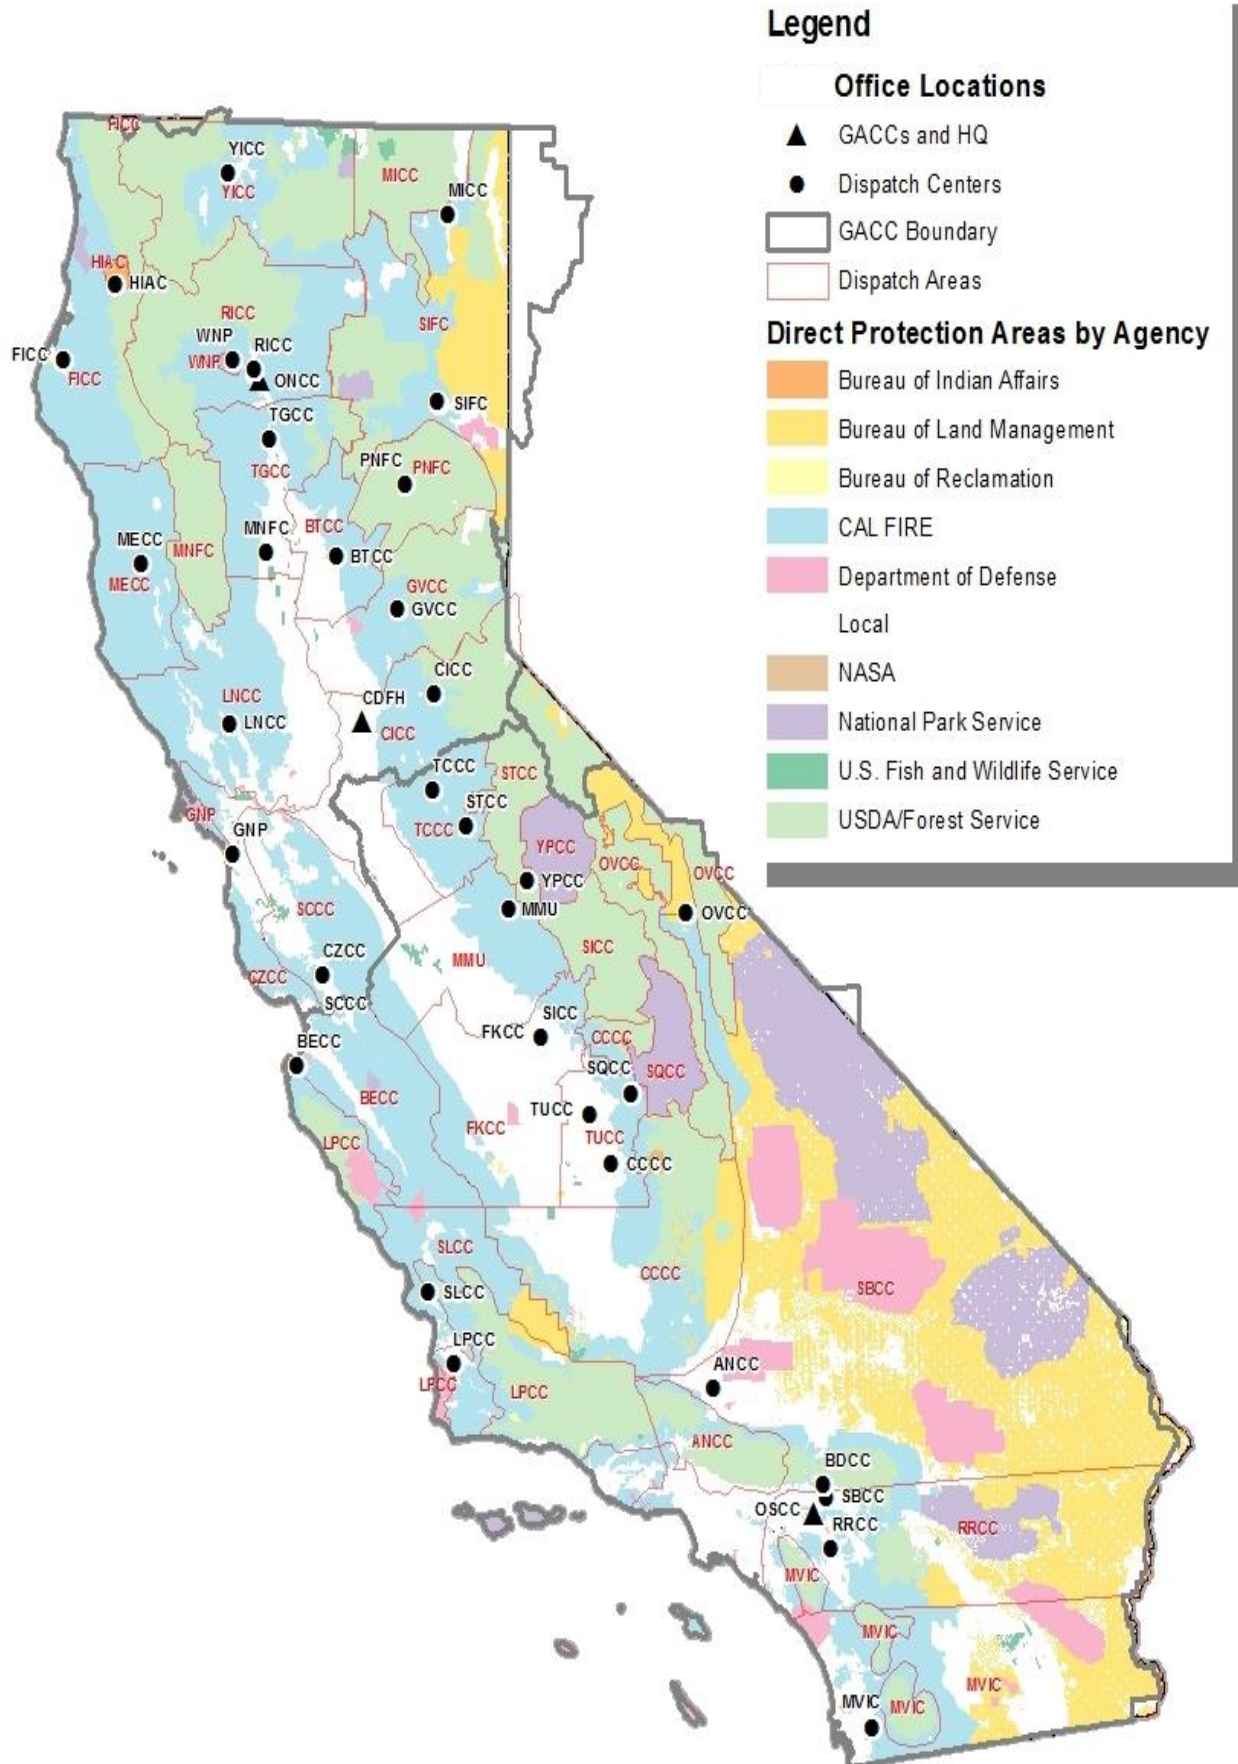 Legend
Office Locations
GACCs and HQ
Dispatch Centers
GACC Boundary
Dispatch Areas
Direct Protection Areas by Agency
Bureau of Indian Affairs
Bureau of Land Management
Bureau of Reclamation
CAL FIRE
Department of Defense
Local
NASA
National Park Service
U.S. Fish and Wildlife Service
USDA/Forest Service
FICC
YICC
YICC
MICC
MICC
HIAC
HIAC
RICC
SIFC
WNP
RICC
FICC
WNP
FICC
ONCC
SIFC
TGCC
PNFC
PNFC
TGCC
BTCC
MNFC
MECC
MNFC
BTCC
MECC
GVCC
GVCC
CICC
LNCC
CDFH
LNCC
CICC
TCCC
STCC
STCC
GNP
GNP
TCCC
YPCC
OVCC
OVCC
YPCC
SCCC
MMU
OVCC
CZCC
SICC
MMU
CZCC
SCCC
SICC
FKCC
BECC
CCCC
SQCC
SQCC
BECC
TUCC
FKCC
TUCC
LPCC
CCCC
SLCC
CCCC
SBCC
SLCC
LPCC
ANCC
LPCC
LPCC
ANCC
BDCC
SBCC
OSCC
RRCC
RRCC
MVIC
MVIC
MVIC
MVIC
MVIC